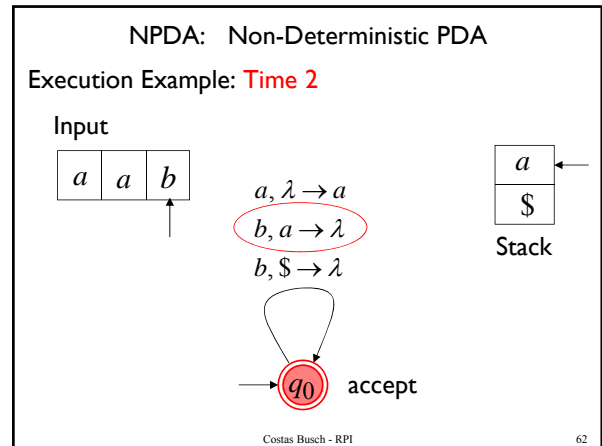 NPDA: Non-Deterministic PDA
Execution Example: Time 2
Input
a a b
a, λ → a
b, a → λ
b, $ → λ
a
$
Stack
q0 accept
Costas Busch - RPI 62